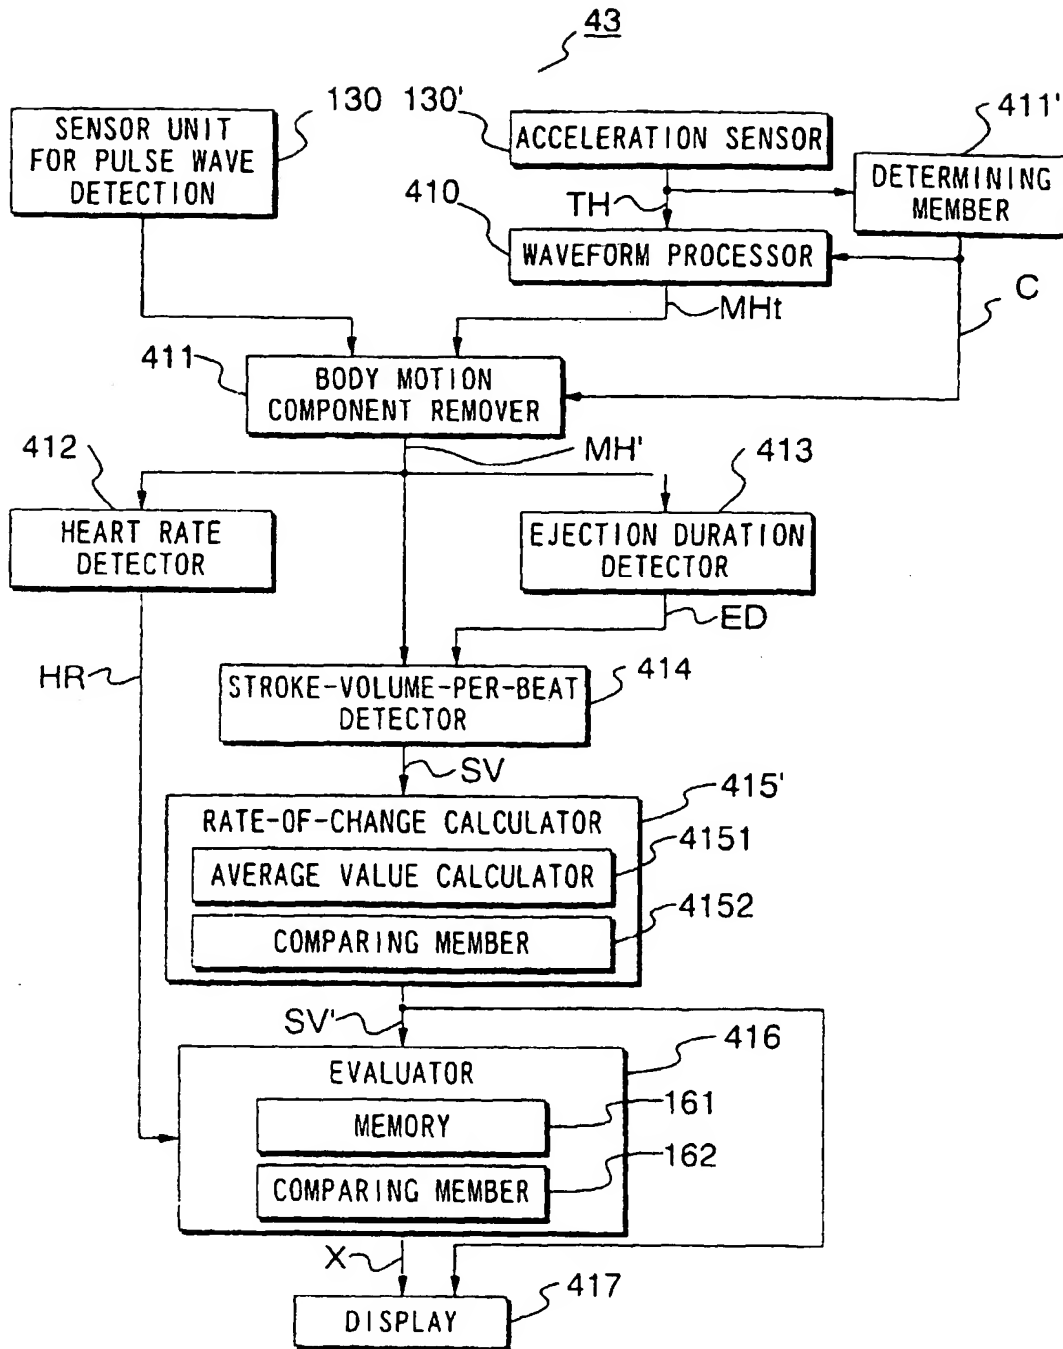 43
130
130'
411'
SENSOR UNIT
FOR PULSE WAVE
DETECTION
ACCELERATION SENSOR
DETERMINING
MEMBER
410
TH
WAVEFORM PROCESSOR
MHt
C
411
BODY MOTION
COMPONENT REMOVER
412
MH'
413
HEART RATE
DETECTOR
EJECTION DURATION
DETECTOR
ED
HR
STROKE-VOLUME-PER-BEAT
DETECTOR
414
SV
415'
RATE-OF-CHANGE CALCULATOR
4151
AVERAGE VALUE CALCULATOR
4152
COMPARING MEMBER
SV'
416
EVALUATOR
161
MEMORY
162
COMPARING MEMBER
X
417
DISPLAY